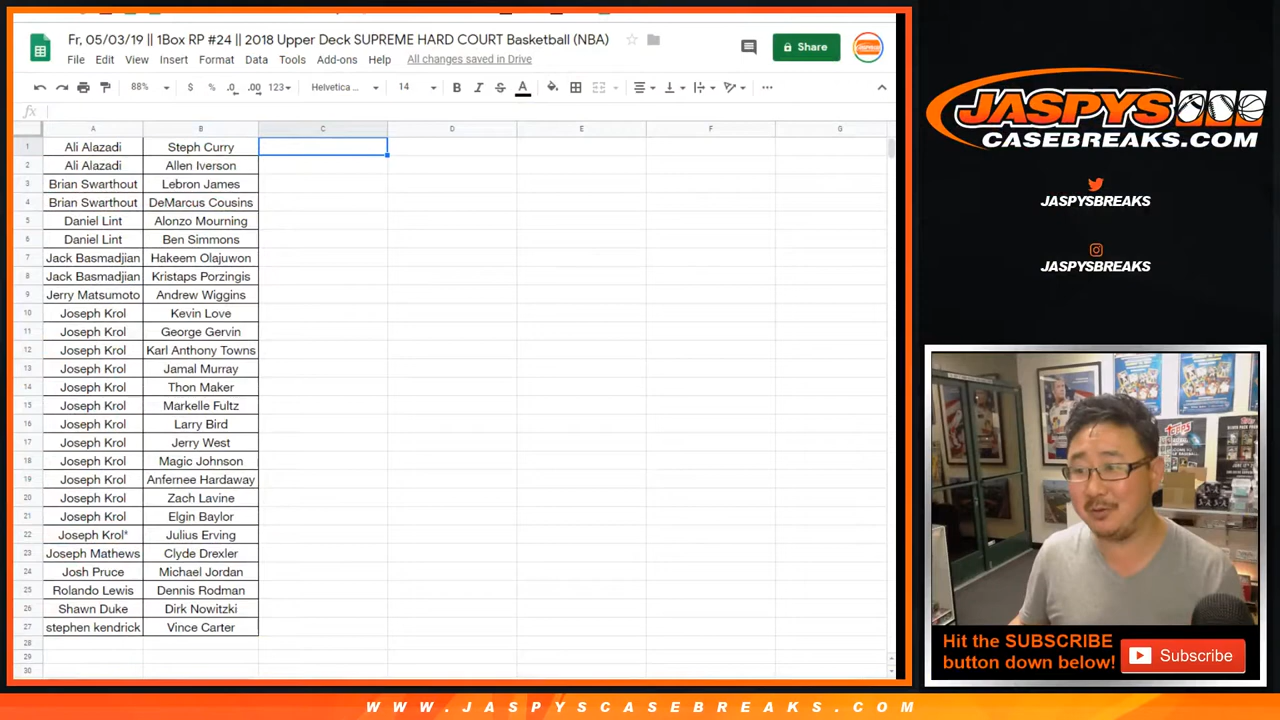 Fr, 05/03/19 || 1Box RP #24 || 2018 Upper Deck SUPREME HARD COURT Basketball (NBA)
File Edit View Insert Format Data Tools Add-ons Help All changes saved in Drive
Share
88% $ % .0 .00 123 Helvetica ... 14 B I S A
fx
A B C D E F G
1 Ali Alazadi Steph Curry
2 Ali Alazadi Allen Iverson
3 Brian Swarthout Lebron James
4 Brian Swarthout DeMarcus Cousins
5 Daniel Lint Alonzo Mourning
6 Daniel Lint Ben Simmons
7 Jack Basmadjian Hakeem Olajuwon
8 Jack Basmadjian Kristaps Porzingis
9 Jerry Matsumoto Andrew Wiggins
10 Joseph Krol Kevin Love
11 Joseph Krol George Gervin
12 Joseph Krol Karl Anthony Towns
13 Joseph Krol Jamal Murray
14 Joseph Krol Thon Maker
15 Joseph Krol Markelle Fultz
16 Joseph Krol Larry Bird
17 Joseph Krol Jerry West
18 Joseph Krol Magic Johnson
19 Joseph Krol Anfernee Hardaway
20 Joseph Krol Zach Lavine
21 Joseph Krol Elgin Baylor
22 Joseph Krol* Julius Erving
23 Joseph Mathews Clyde Drexler
24 Josh Pruce Michael Jordan
25 Rolando Lewis Dennis Rodman
26 Shawn Duke Dirk Nowitzki
27 stephen kendrick Vince Carter
28
29
30
JASPYS
CASEBREAKS.COM
JASPYSBREAKS
JASPYSBREAKS
Topps
Hit the SUBSCRIBE
button down below!
Subscribe
WWW.JASPYSCASEBREAKS.COM